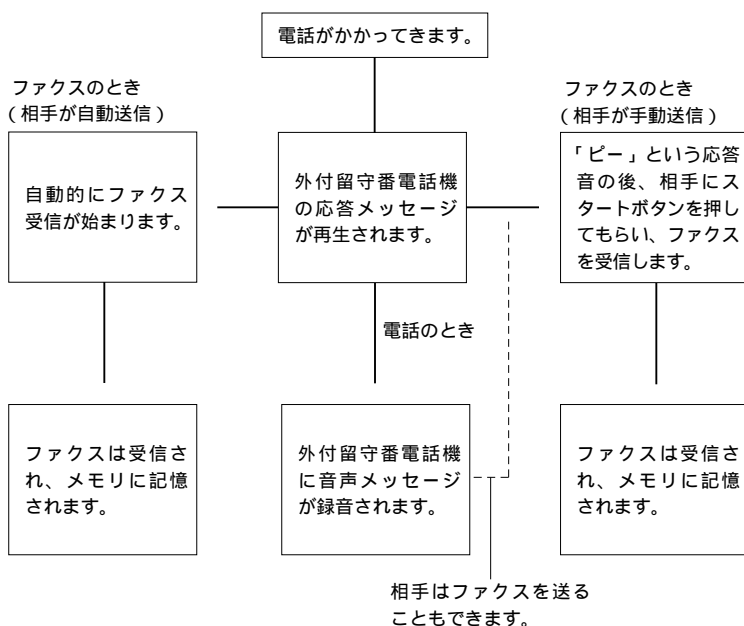 電話がかかってきます。
ファクスのとき
(相手が自動送信)
自動的にファクス
受信が始まります。
外付留守番電話機
の応答メッセージ
が再生されます。
ファクスのとき
(相手が手動送信)
「ピー」という応答
音の後、相手にス
タートボタンを押し
てもらい、ファクス
を受信します。
電話のとき
ファクスは受信さ
れ、メモリに記憶
されます。
外付留守番電話機
に音声メッセージ
が録音されます。
ファクスは受信さ
れ、メモリに記憶
されます。
相手はファクスを送る
こともできます。